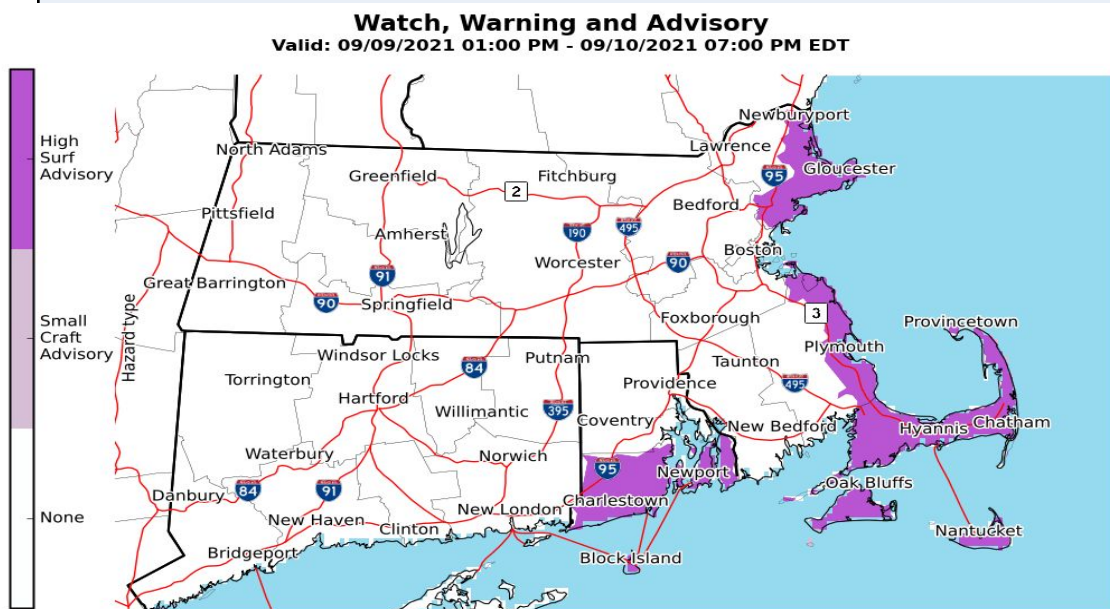 Watch, Warning and Advisory
Valid: 09/09/2021 01:00 PM - 09/10/2021 07:00 PM EDT
High
Surf
Advisory
Small
Craft
Advisory
None
Hazard type
Newburyport
North Adams
Lawrence
Greenfield
2
Fitchburg
95
Gloucester
Pittsfield
Bedford
Amherst
190
495
Boston
Worcester
90
91
Great Barrington
90
Springfield
3
Foxborough
Provincetown
Plymouth
Windsor Locks
Putnam
Taunton
84
Torrington
Providence
495
Hartford
Willimantic
395
Coventry
New Bedford
Hyannis
Chatham
Waterbury
Norwich
95
Newport
Oak Bluffs
Danbury
84
91
Charlestown
New London
New Haven
Clinton
Nantucket
Bridgeport
Block Island